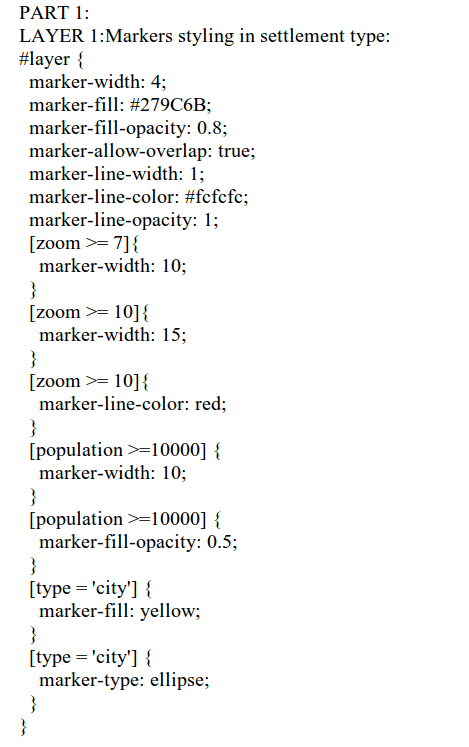 PART 1:
LAYER 1:Markers styling in settlement type:
#layer {
marker-width: 4;
marker-fill: #279C6B;
marker-fill-opacity: 0.8;
marker-allow-overlap: true;
marker-line-width: 1;
marker-line-color: #fcfcfc;
marker-line-opacity: 1;
[zoom >= 7]{
marker-width: 10;
}
[zoom >= 10]{
marker-width: 15;
}
[zoom >= 10]{
marker-line-color: red;
}
[population >=10000] {
marker-width: 10;
}
[population >=10000] {
marker-fill-opacity: 0.5;
}
[type = 'city'] {
marker-fill: yellow;
}
[type = 'city'] {
marker-type: ellipse;
}
}